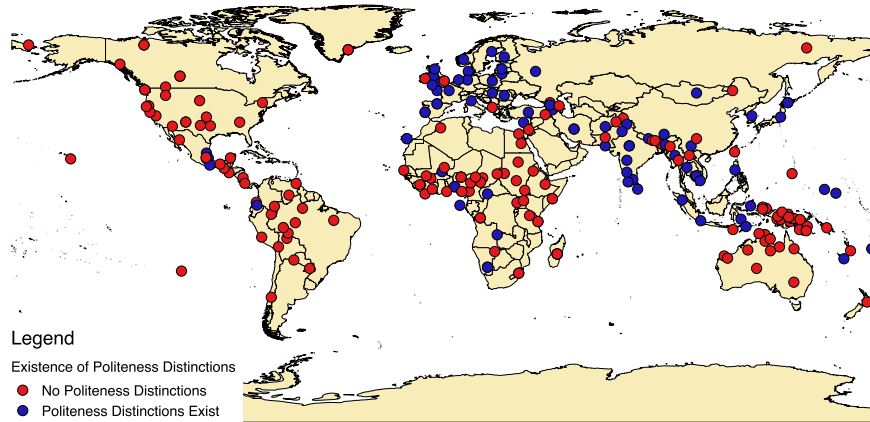 Legend
Existence of Politeness Distinctions
No Politeness Distinctions
Politeness Distinctions Exist